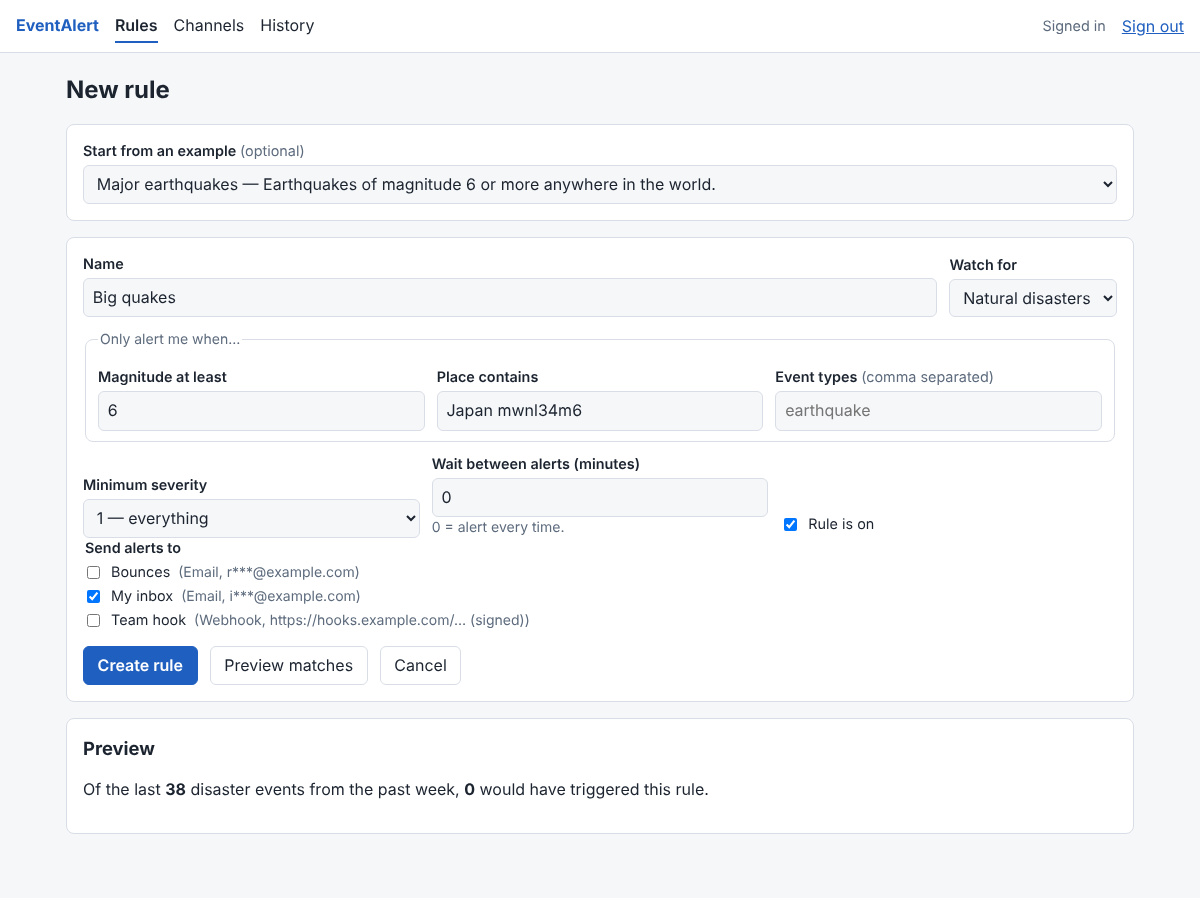 EventAlert Rules Channels History Signed in Sign out
New rule
Start from an example (optional)
Major earthquakes — Earthquakes of magnitude 6 or more anywhere in the world.
Name Watch for
Big quakes Natural disasters
Only alert me when...
Magnitude at least Place contains Event types (comma separated)
6 Japan mwnl34m6 earthquake
Wait between alerts (minutes)
Minimum severity
0
1 — everything
0 = alert every time.
Rule is on
Send alerts to
Bounces (Email, r***@example.com)
My inbox (Email, i***@example.com)
Team hook (Webhook, https://hooks.example.com/... (signed))
Create rule Preview matches Cancel
Preview
Of the last 38 disaster events from the past week, 0 would have triggered this rule.